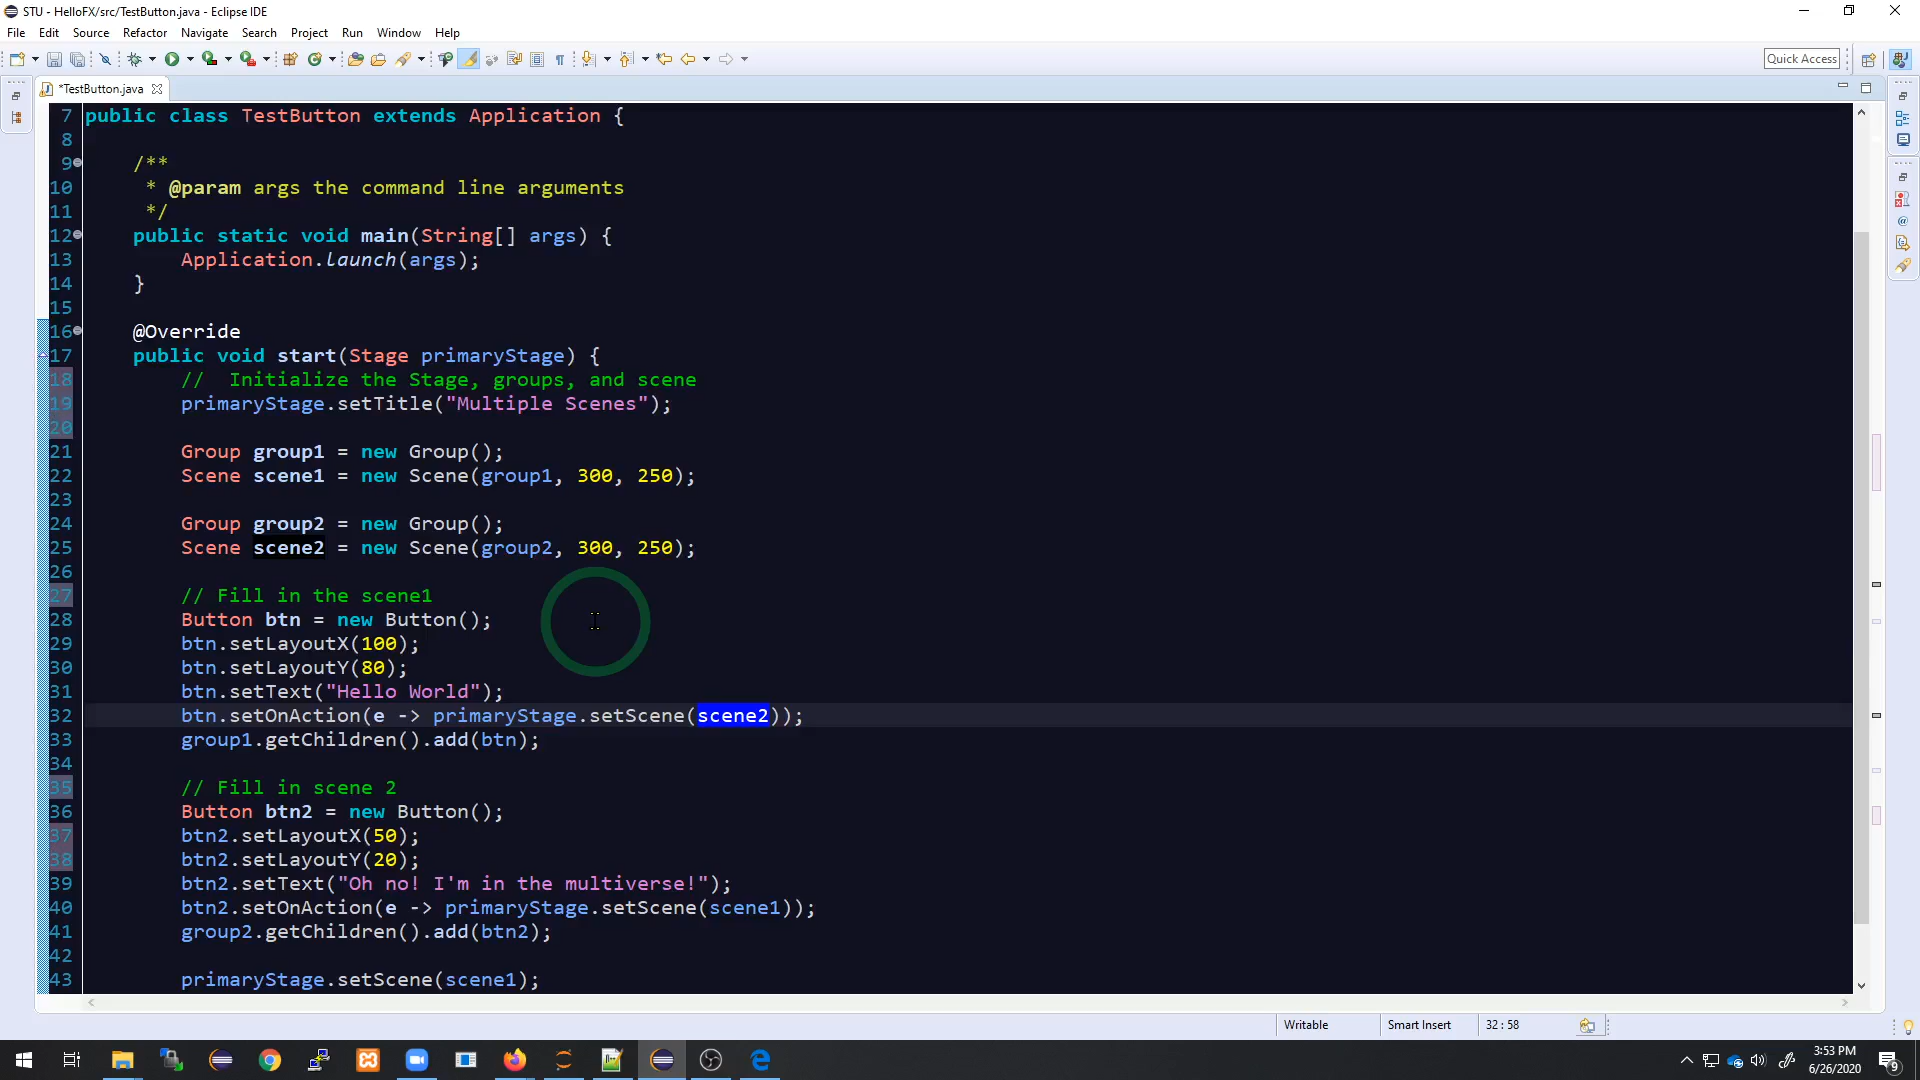 STU - HelloFX/src/TestButton.java - Eclipse IDE
File Edit Source Refactor Navigate Search Project Run Window Help
Quick Access
*TestButton.java
7 public class TestButton extends Application {
8
9 /**
10 * @param args the command line arguments
11 */
12 public static void main(String[] args) {
13 Application.launch(args);
14 }
15
16 @Override
17 public void start(Stage primaryStage) {
18 // Initialize the Stage, groups, and scene
19 primaryStage.setTitle("Multiple Scenes");
20
21 Group group1 = new Group();
22 Scene scene1 = new Scene(group1, 300, 250);
23
24 Group group2 = new Group();
25 Scene scene2 = new Scene(group2, 300, 250);
26
27 // Fill in the scene1
28 Button btn = new Button();
29 btn.setLayoutX(100);
30 btn.setLayoutY(80);
31 btn.setText("Hello World");
32 btn.setOnAction(e -> primaryStage.setScene(scene2));
33 group1.getChildren().add(btn);
34
35 // Fill in scene 2
36 Button btn2 = new Button();
37 btn2.setLayoutX(50);
38 btn2.setLayoutY(20);
39 btn2.setText("Oh no! I'm in the multiverse!");
40 btn2.setOnAction(e -> primaryStage.setScene(scene1));
41 group2.getChildren().add(btn2);
42
43 primaryStage.setScene(scene1);
Writable Smart Insert 32 : 58
3:53 PM
6/26/2020
9